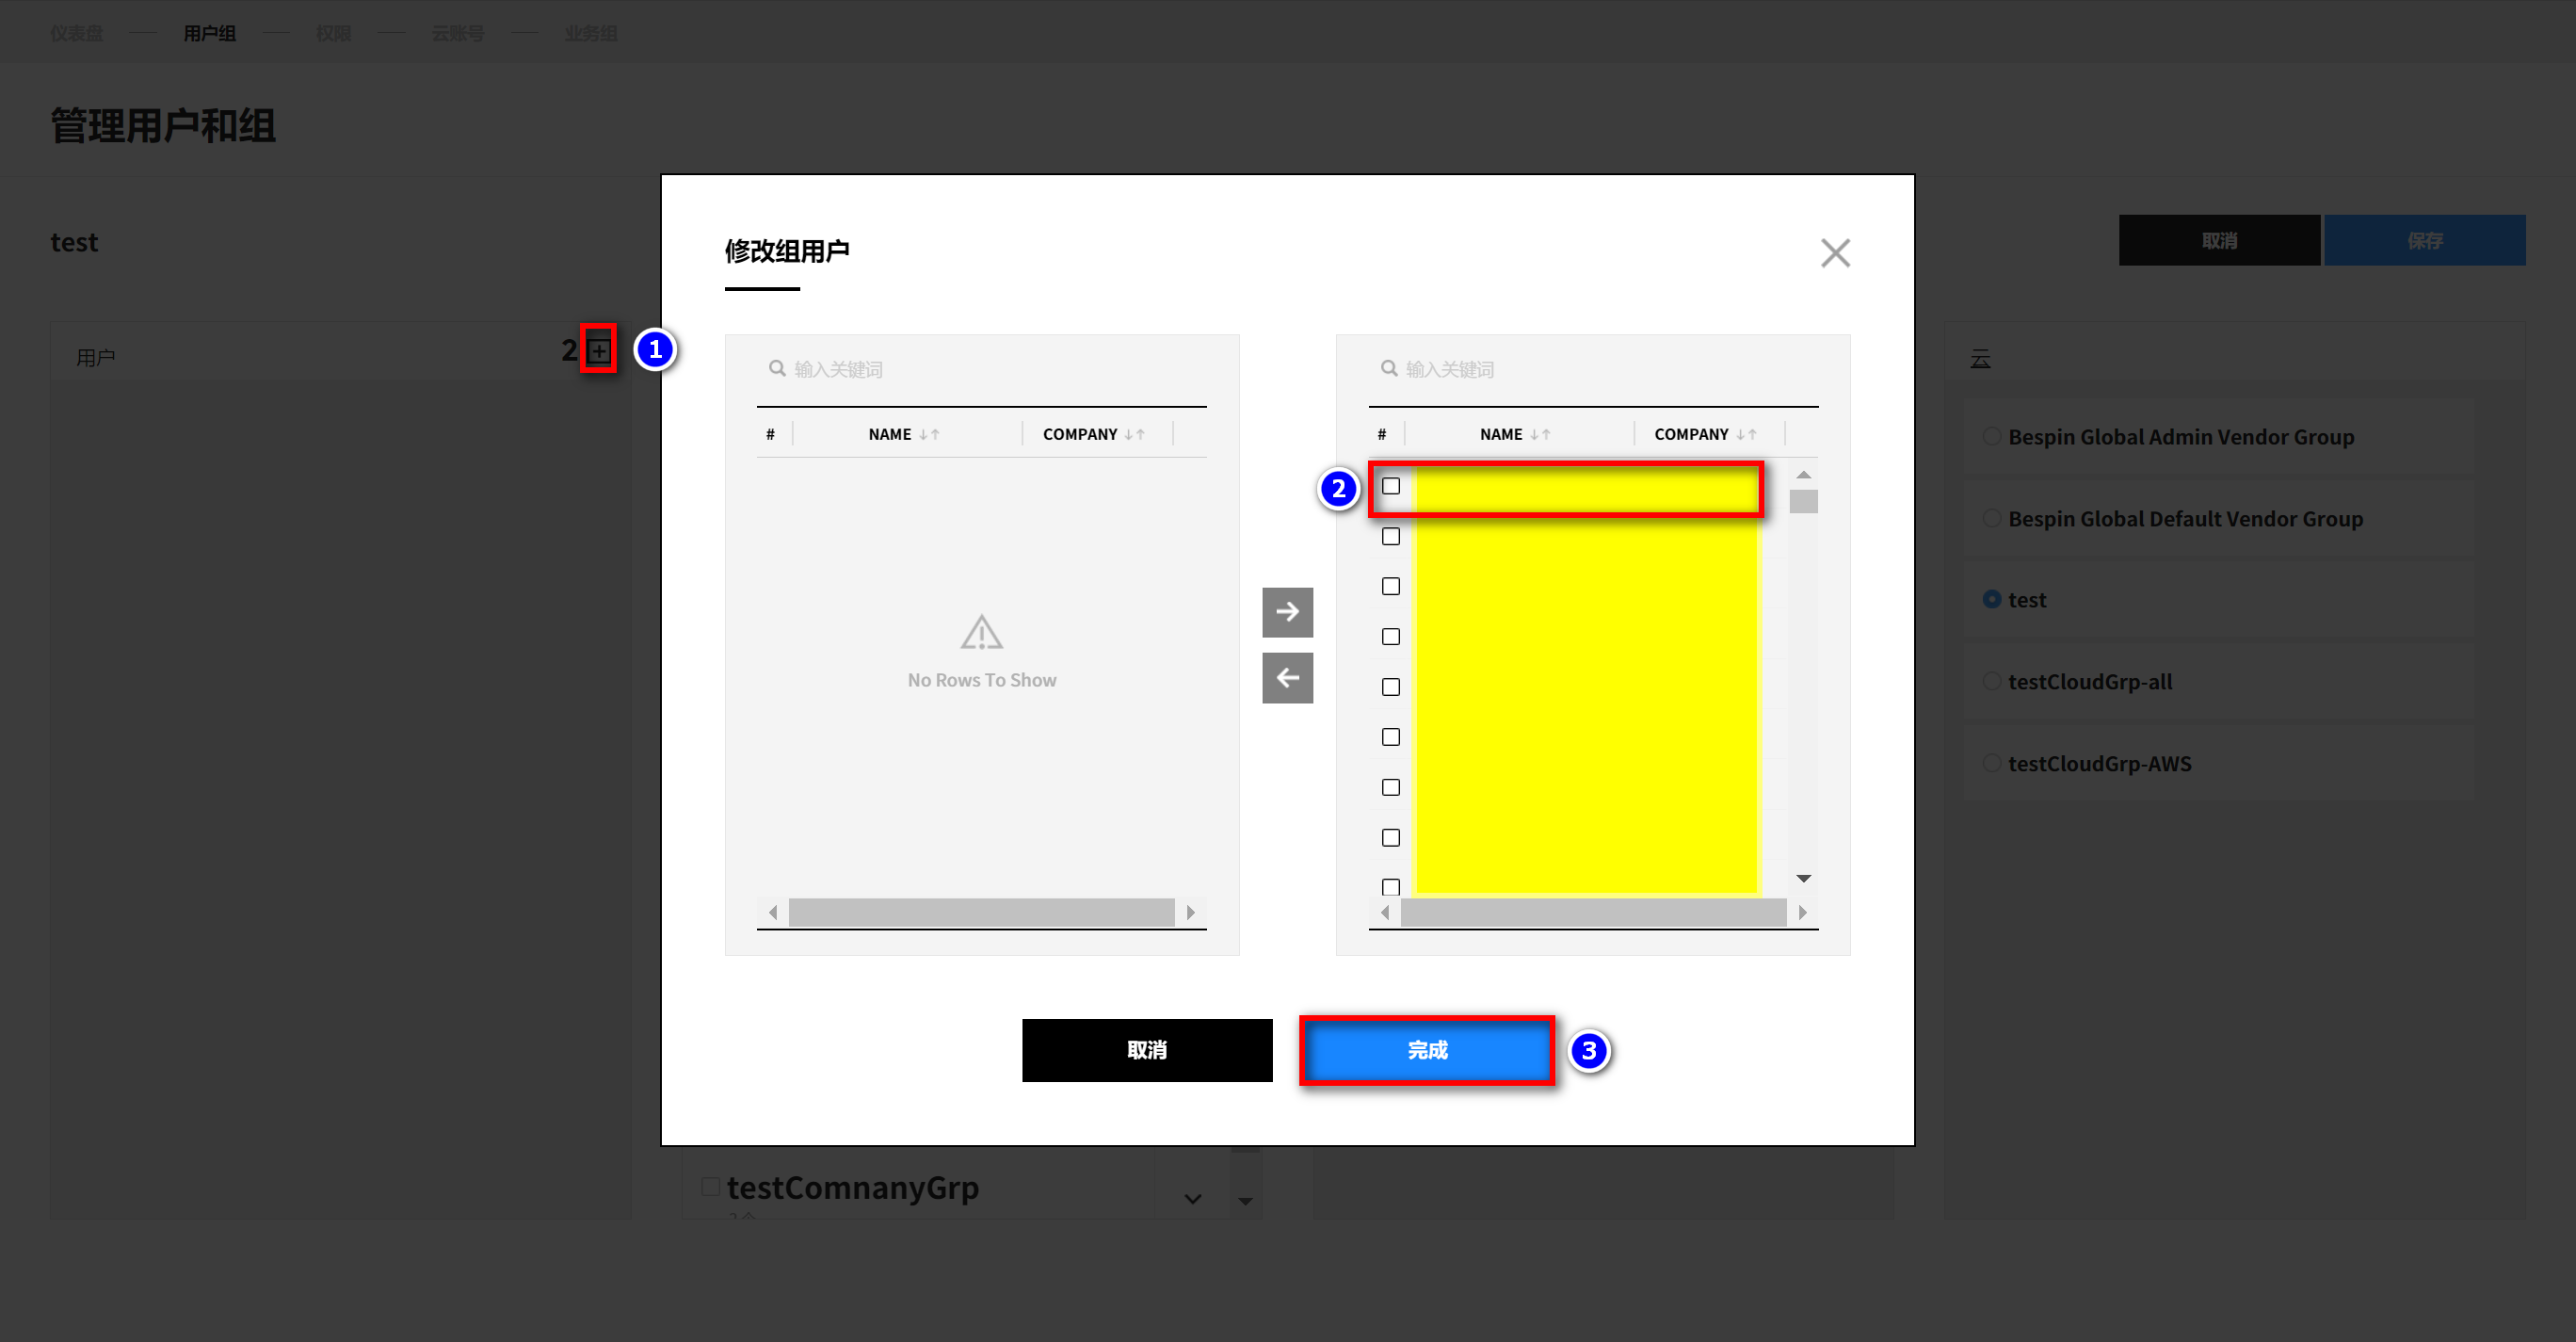 仪表盘 用户组 权限 云账号 业务组
管理用户和组
test
取消 保存
用户 2
1
云
Bespin Global Admin Vendor Group
Bespin Global Default Vendor Group
test
testCloudGrp-all
testCloudGrp-AWS
修改组用户
输入关键词
# NAME COMPANY
No Rows To Show
输入关键词
# NAME COMPANY
2
取消 完成
3
testComnanyGrp